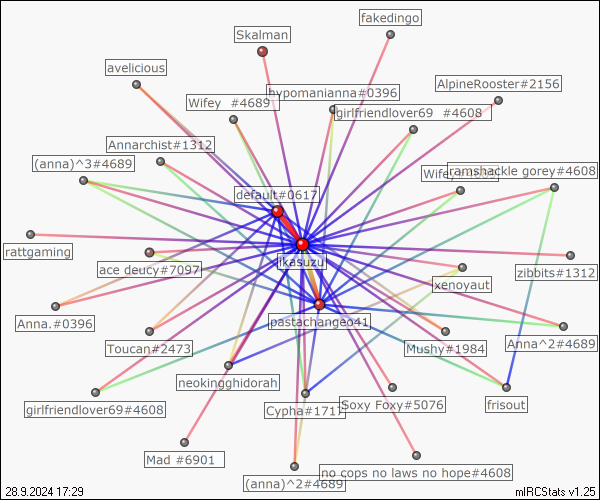 fakedingo
Skalman
avelicious
AlpineRooster#2156
hypomanianna#0396
Wifey #4689
girlfriendlover69 #4608
Annarchist#1312
(anna)^3#4689
ramshackle gorey#4608
default#0617
rattgaming
ikasuzu
ace deucy#7097
zibbits#1312
xenoyaut
Anna.#0396
pastachangeo41
Anna^2#4689
Toucan#2473
Mushy#1984
neokingghidorah
Soxy Foxy#5076
frisout
girlfriendlover69#4608
Cypha#1717
Mad #6901
no cops no laws no hope#4608
(anna)^2#4689
28.9.2024 17:29
mIRCStats v1.25